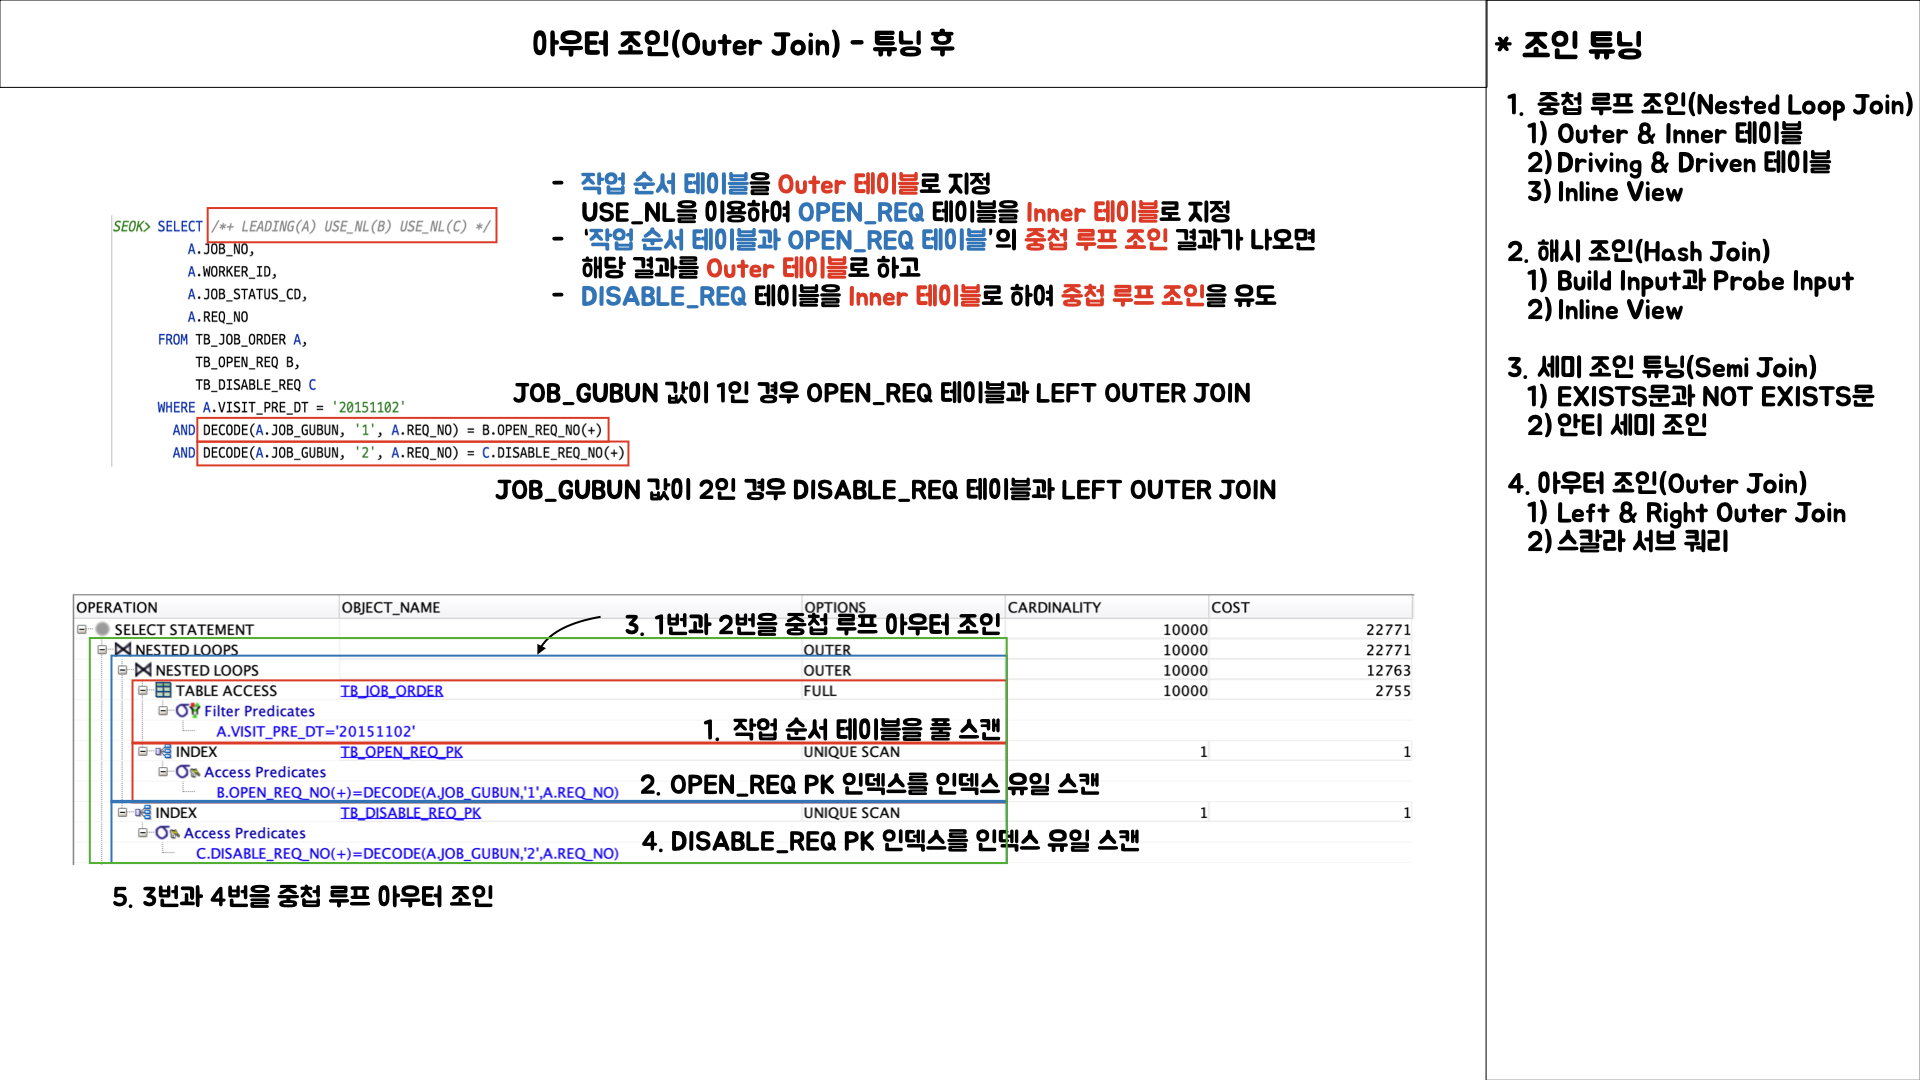 아우터 조인(Outer Join) - 튜닝 후
SEOK> SELECT /*+ LEADING(A) USE_NL(B) USE_NL(C) */
A.JOB_NO,
A.WORKER_ID,
A.JOB_STATUS_CD,
A.REQ_NO
FROM TB_JOB_ORDER A,
TB_OPEN_REQ B,
TB_DISABLE_REQ C
WHERE A.VISIT_PRE_DT = '20151102'
AND DECODE(A.JOB_GUBUN, '1', A.REQ_NO) = B.OPEN_REQ_NO(+)
AND DECODE(A.JOB_GUBUN, '2', A.REQ_NO) = C.DISABLE_REQ_NO(+)
- 작업 순서 테이블을 Outer 테이블로 지정
USE_NL을 이용하여 OPEN_REQ 테이블을 Inner 테이블로 지정
- '작업 순서 테이블과 OPEN_REQ 테이블'의 중첩 루프 조인 결과가 나오면
해당 결과를 Outer 테이블로 하고
- DISABLE_REQ 테이블을 Inner 테이블로 하여 중첩 루프 조인을 유도
JOB_GUBUN 값이 1인 경우 OPEN_REQ 테이블과 LEFT OUTER JOIN
JOB_GUBUN 값이 2인 경우 DISABLE_REQ 테이블과 LEFT OUTER JOIN
OPERATION OBJECT_NAME OPTIONS CARDINALITY COST
3. 1번과 2번을 중첩 루프 아우터 조인
SELECT STATEMENT 10000 22771
NESTED LOOPS OUTER 10000 22771
NESTED LOOPS OUTER 10000 12763
TABLE ACCESS TB_JOB_ORDER FULL 10000 2755
Filter Predicates
A.VISIT_PRE_DT='20151102'
1. 작업 순서 테이블을 풀 스캔
INDEX TB_OPEN_REQ_PK UNIQUE SCAN 1 1
Access Predicates
2. OPEN_REQ PK 인덱스를 인덱스 유일 스캔
B.OPEN_REQ_NO(+)=DECODE(A.JOB_GUBUN,'1',A.REQ_NO)
INDEX TB_DISABLE_REQ_PK UNIQUE SCAN 1 1
Access Predicates
4. DISABLE_REQ PK 인덱스를 인덱스 유일 스캔
C.DISABLE_REQ_NO(+)=DECODE(A.JOB_GUBUN,'2',A.REQ_NO)
5. 3번과 4번을 중첩 루프 아우터 조인
* 조인 튜닝
1. 중첩 루프 조인(Nested Loop Join)
1) Outer & Inner 테이블
2) Driving & Driven 테이블
3) Inline View
2. 해시 조인(Hash Join)
1) Build Input과 Probe Input
2) Inline View
3. 세미 조인 튜닝(Semi Join)
1) EXISTS문과 NOT EXISTS문
2) 안티 세미 조인
4. 아우터 조인(Outer Join)
1) Left & Right Outer Join
2) 스칼라 서브 쿼리